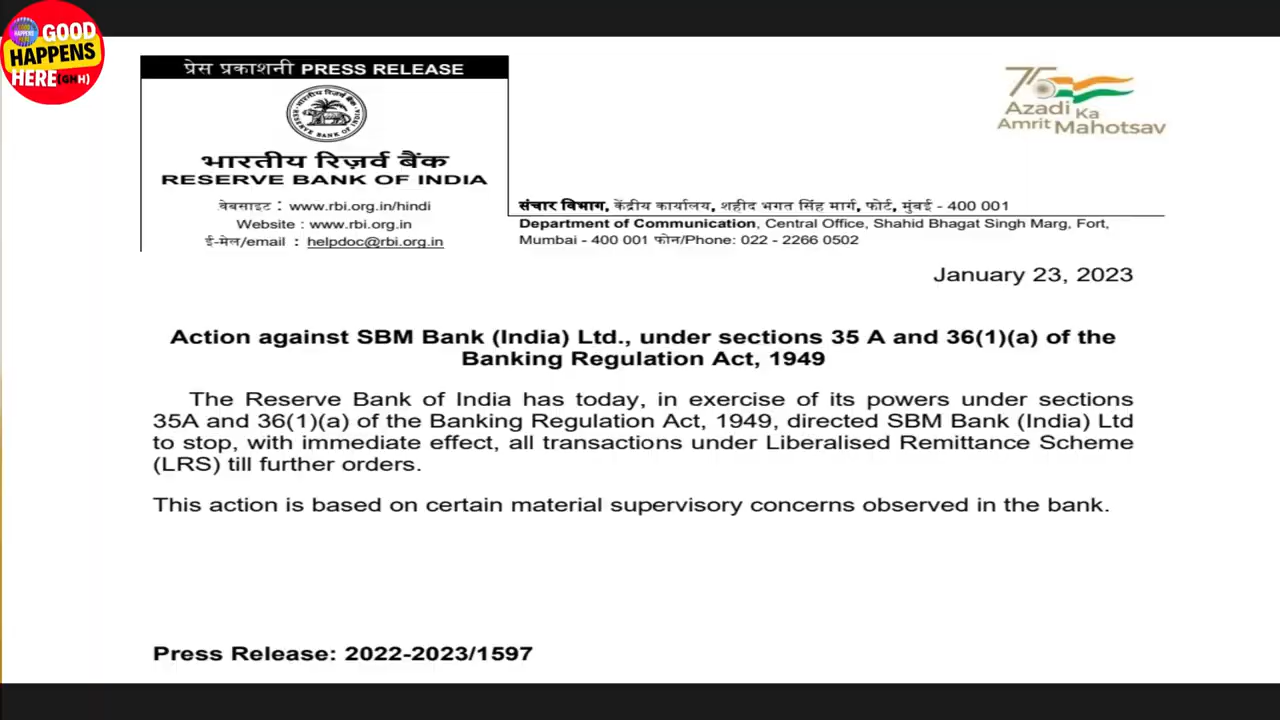 GOOD
HAPPENS
HERE(GHH)
प्रेस प्रकाशनी PRESS RELEASE
भारतीय रिज़र्व बैंक
RESERVE BANK OF INDIA
वेबसाइट : www.rbi.org.in/hindi
Website : www.rbi.org.in
ई-मेल/email : helpdoc@rbi.org.in
75
Azadi Ka
Amrit Mahotsav
संचार विभाग, केंद्रीय कार्यालय, शहीद भगत सिंह मार्ग, फोर्ट, मुंबई - 400 001
Department of Communication, Central Office, Shahid Bhagat Singh Marg, Fort,
Mumbai - 400 001 फोन/Phone: 022 - 2266 0502
January 23, 2023
Action against SBM Bank (India) Ltd., under sections 35 A and 36(1)(a) of the
Banking Regulation Act, 1949
The Reserve Bank of India has today, in exercise of its powers under sections
35A and 36(1)(a) of the Banking Regulation Act, 1949, directed SBM Bank (India) Ltd
to stop, with immediate effect, all transactions under Liberalised Remittance Scheme
(LRS) till further orders.
This action is based on certain material supervisory concerns observed in the bank.
Press Release: 2022-2023/1597